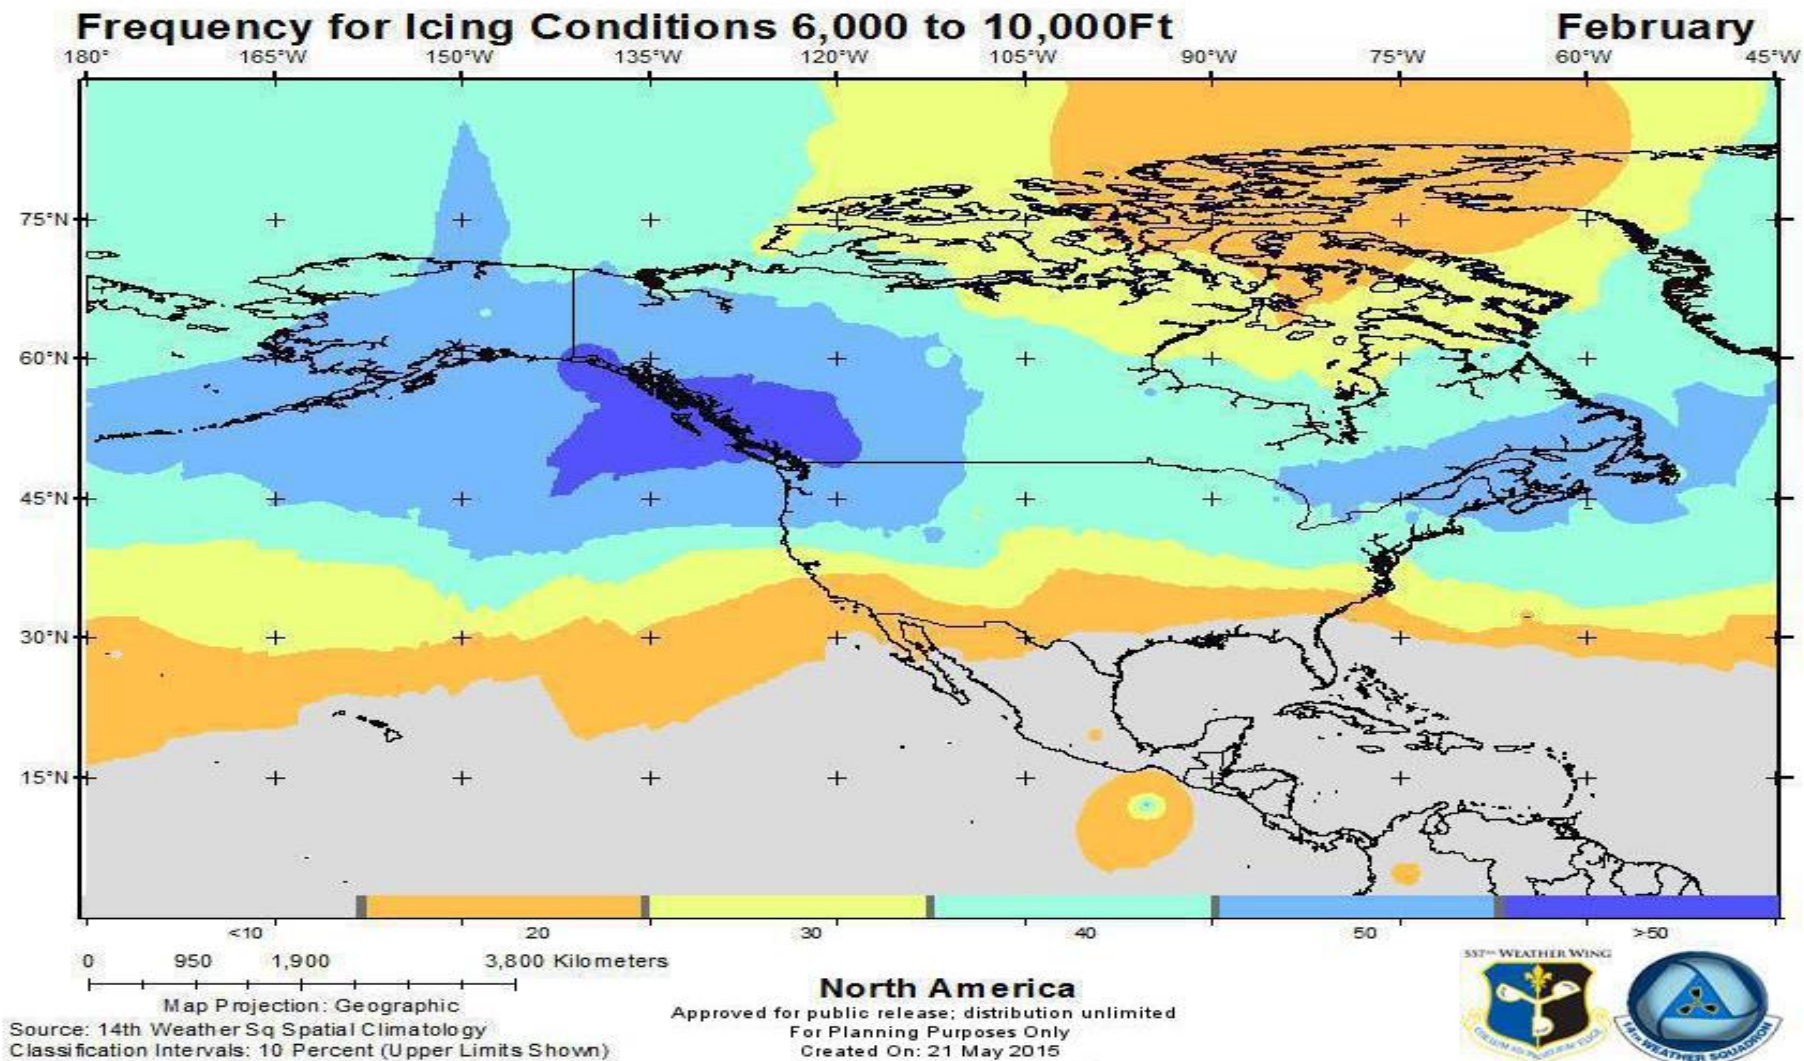 Frequency for Icing Conditions 6,000 to 10,000Ft February
180° 165°W 150°W 135°W 120°W 105°W 90°W 75°W 60°W 45°W
75°N
60°N
45°N
30°N
15°N
<10 20 30 40 50 >50
0 950 1,900 3,800 Kilometers
Map Projection: Geographic
Source: 14th Weather Sq Spatial Climatology
Classification Intervals: 10 Percent (Upper Limits Shown)
North America
Approved for public release; distribution unlimited
For Planning Purposes Only
Created On: 21 May 2015
557th WEATHER WING
14th WEATHER SQUADRON